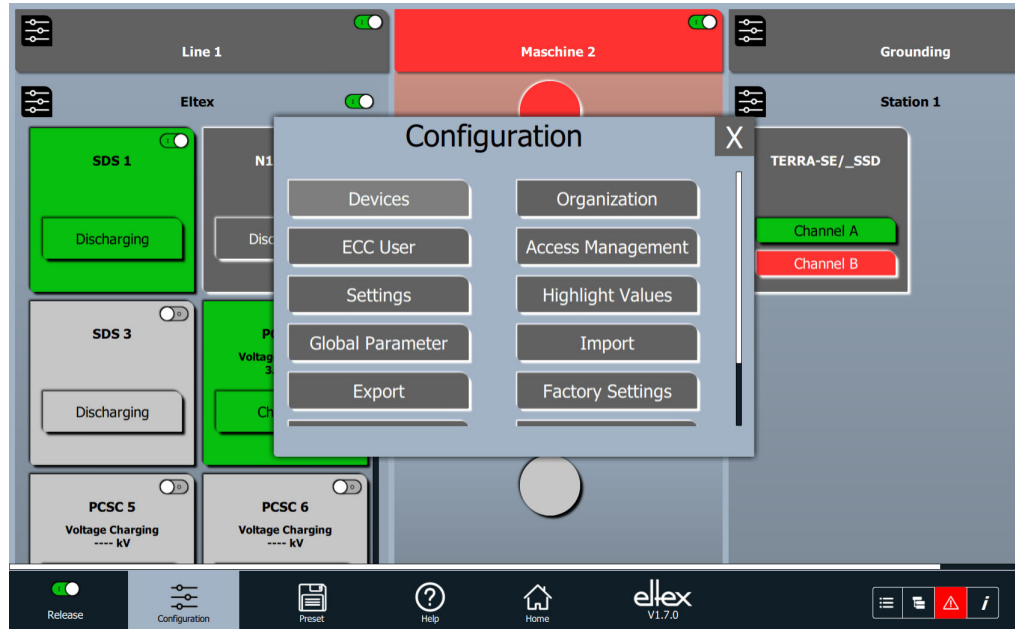 Line 1
Maschine 2
Grounding
Eltex
Station 1
Configuration
X
SDS 1
TERRA-SE/_SSD
Devices
Organization
Discharging
Channel A
ECC User
Access Management
Channel B
Settings
Highlight Values
SDS 3
Global Parameter
Import
Export
Factory Settings
Discharging
PCSC 5
PCSC 6
Voltage Charging
Voltage Charging
---- kV
---- kV
Release
Configuration
Preset
Help
Home
eltex
V1.7.0
i